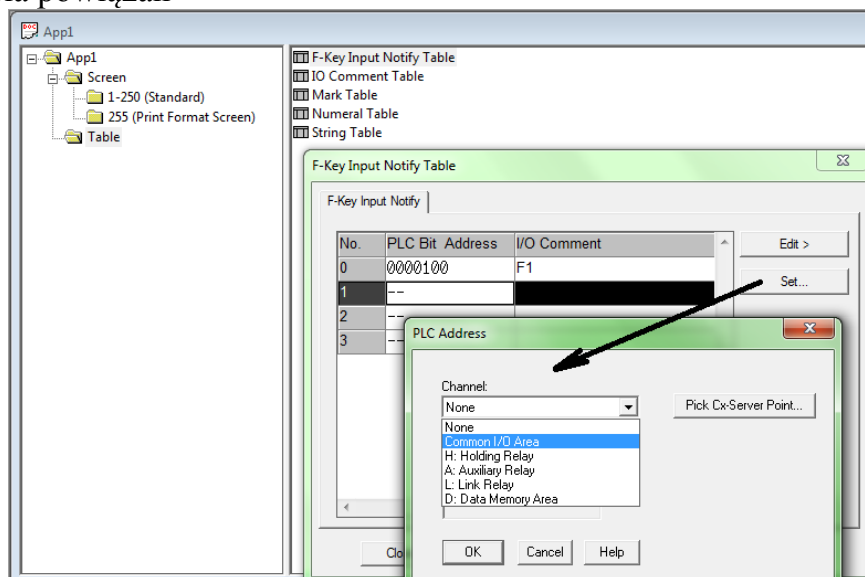 ia powiązań
App1
App1
Screen
1-250 (Standard)
255 (Print Format Screen)
Table
F-Key Input Notify Table
IO Comment Table
Mark Table
Numeral Table
String Table
F-Key Input Notify Table
F-Key Input Notify
No. PLC Bit Address I/O Comment
0 0000100 F1
1 --
2 --
3 --
Edit >
Set...
PLC Address
Channel:
None
Pick Cx-Server Point...
None
Common I/O Area
H: Holding Relay
A: Auxiliary Relay
L: Link Relay
D: Data Memory Area
Clo
OK Cancel Help